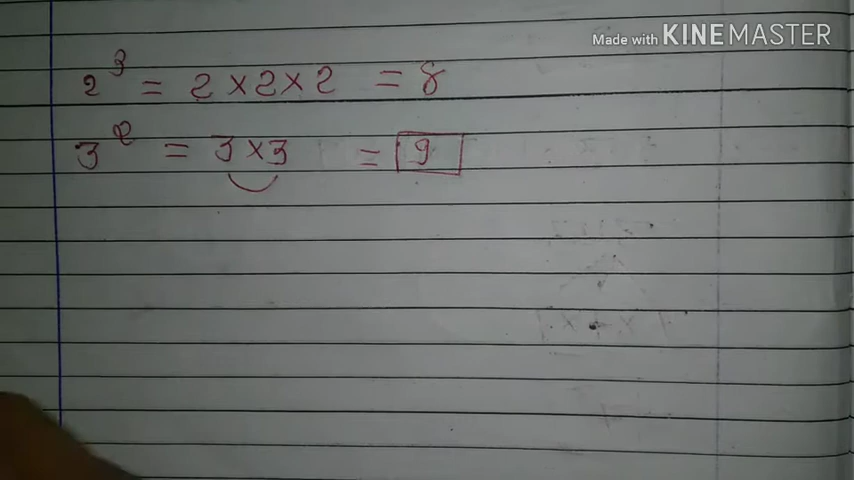 Made with KINEMASTER
2³ = 2 × 2 × 2 = 8
3² = 3 × 3 = 9